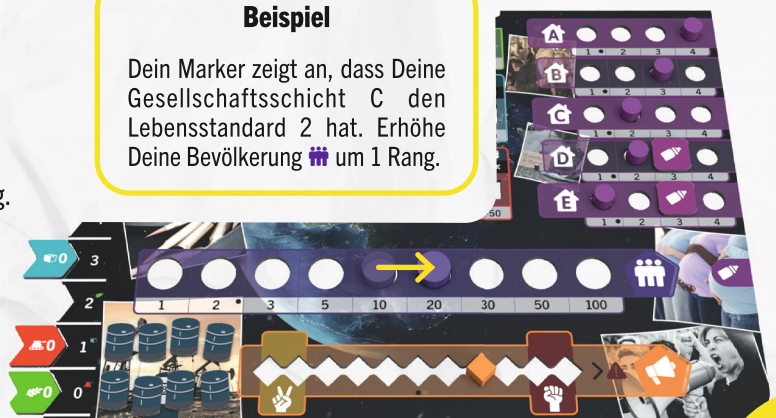 Beispiel
Dein Marker zeigt an, dass Deine
Gesellschaftsschicht C den
Lebensstandard 2 hat. Erhöhe
Deine Bevölkerung um 1 Rang.
g.
A
1 2 3 4
B
1 2 3 4
C
1 2 3 4
D
1 2 3 4
E
1 2 3 4
50
0 3
2
0 1
0 0
1 2 3 5 10 20 30 50 100